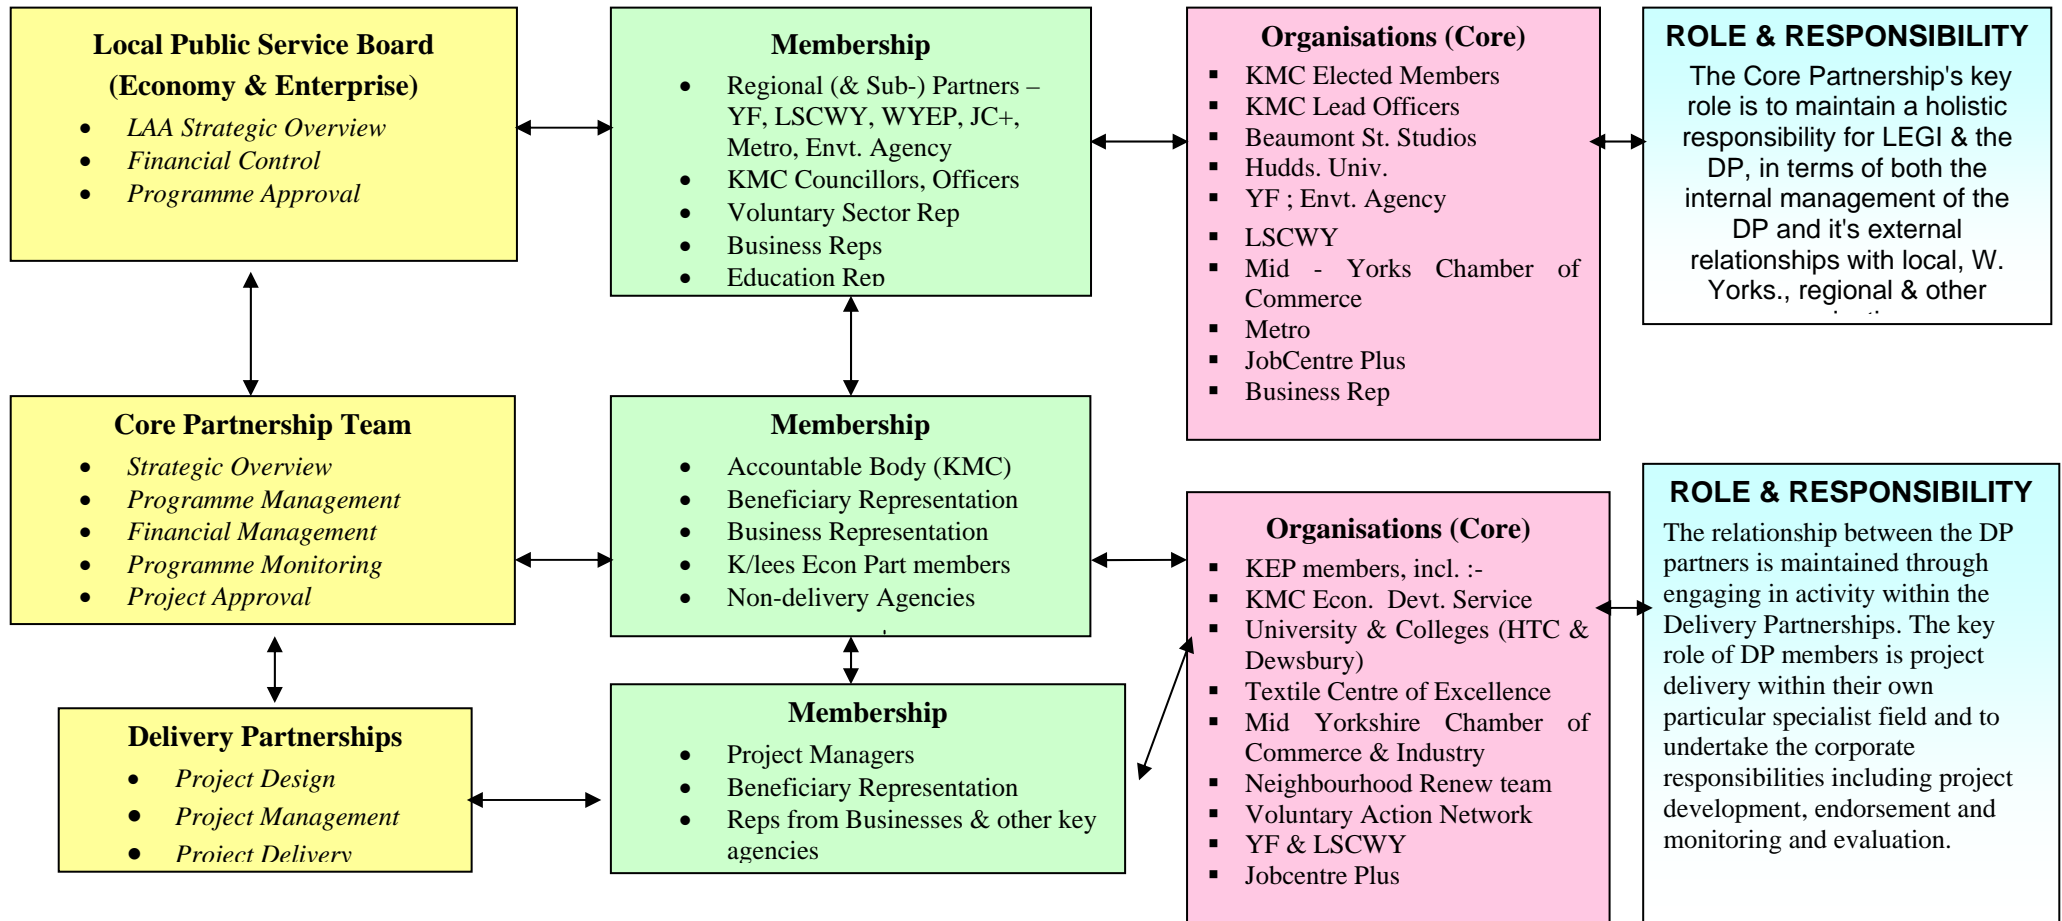 Local Public Service Board
(Economy & Enterprise)
• LAA Strategic Overview
• Financial Control
• Programme Approval
Membership
• Regional (& Sub-) Partners –
YF, LSCWY, WYEP, JC+,
Metro, Envt. Agency
• KMC Councillors, Officers
• Voluntary Sector Rep
• Business Reps
• Education Rep
Organisations (Core)
▪ KMC Elected Members
▪ KMC Lead Officers
▪ Beaumont St. Studios
▪ Hudds. Univ.
▪ YF ; Envt. Agency
▪ LSCWY
▪ Mid - Yorks Chamber of
Commerce
▪ Metro
▪ JobCentre Plus
▪ Business Rep
ROLE & RESPONSIBILITY
The Core Partnership's key
role is to maintain a holistic
responsibility for LEGI & the
DP, in terms of both the
internal management of the
DP and it's external
relationships with local, W.
Yorks., regional & other
Core Partnership Team
• Strategic Overview
• Programme Management
• Financial Management
• Programme Monitoring
• Project Approval
Membership
• Accountable Body (KMC)
• Beneficiary Representation
• Business Representation
• K/lees Econ Part members
• Non-delivery Agencies
Organisations (Core)
▪ KEP members, incl. :-
▪ KMC Econ. Devt. Service
▪ University & Colleges (HTC &
Dewsbury)
▪ Textile Centre of Excellence
▪ Mid Yorkshire Chamber of
Commerce & Industry
▪ Neighbourhood Renew team
▪ Voluntary Action Network
▪ YF & LSCWY
▪ Jobcentre Plus
ROLE & RESPONSIBILITY
The relationship between the DP
partners is maintained through
engaging in activity within the
Delivery Partnerships. The key
role of DP members is project
delivery within their own
particular specialist field and to
undertake the corporate
responsibilities including project
development, endorsement and
monitoring and evaluation.
Delivery Partnerships
• Project Design
• Project Management
• Project Delivery
Membership
• Project Managers
• Beneficiary Representation
• Reps from Businesses & other key
agencies